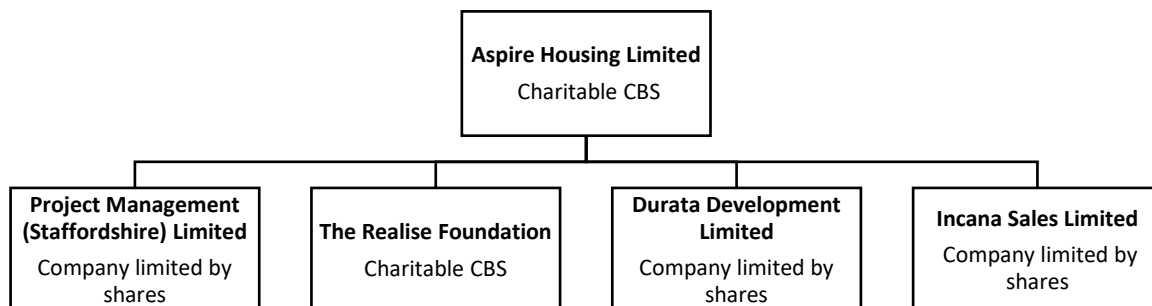 Aspire Housing Limited
Charitable CBS
Project Management
(Staffordshire) Limited
Company limited by
shares
The Realise Foundation
Charitable CBS
Durata Development
Limited
Company limited by
shares
Incana Sales Limited
Company limited by
shares